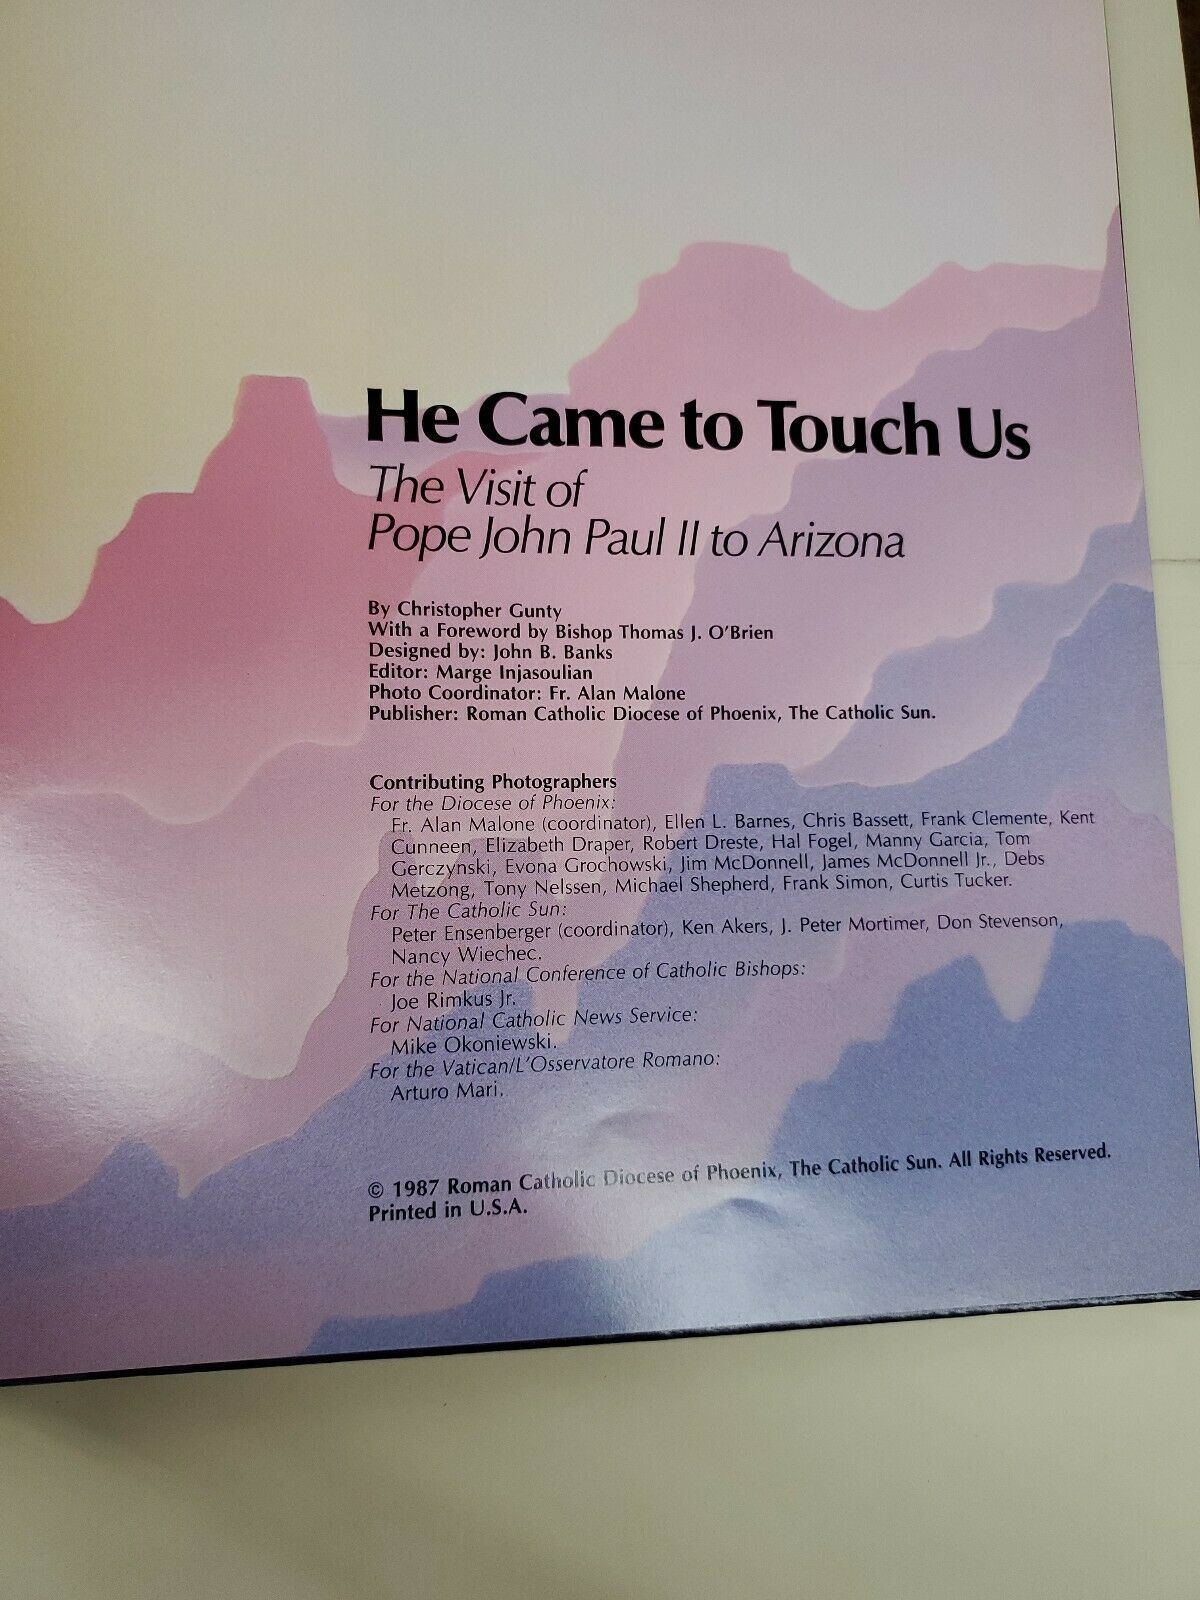 He Came to Touch Us
The Visit of
Pope John Paul II to Arizona
By Christopher Gunty
With a Foreword by Bishop Thomas J. O'Brien
Designed by: John B. Banks
Editor: Marge Injasoulian
Photo Coordinator: Fr. Alan Malone
Publisher: Roman Catholic Diocese of Phoenix, The Catholic Sun.
Contributing Photographers
For the Diocese of Phoenix:
Fr. Alan Malone (coordinator), Ellen L. Barnes, Chris Bassett, Frank Clemente, Kent
Cunneen, Elizabeth Draper, Robert Dreste, Hal Fogel, Manny Garcia, Tom
Gerczynski, Evona Grochowski, Jim McDonnell, James McDonnell Jr., Debs
Metzong, Tony Nelssen, Michael Shepherd, Frank Simon, Curtis Tucker.
For The Catholic Sun:
Peter Ensenberger (coordinator), Ken Akers, J. Peter Mortimer, Don Stevenson,
Nancy Wiechec.
For the National Conference of Catholic Bishops:
Joe Rimkus Jr.
For National Catholic News Service:
Mike Okoniewski.
For the Vatican/L'Osservatore Romano:
Arturo Mari.
© 1987 Roman Catholic Diocese of Phoenix, The Catholic Sun. All Rights Reserved.
Printed in U.S.A.